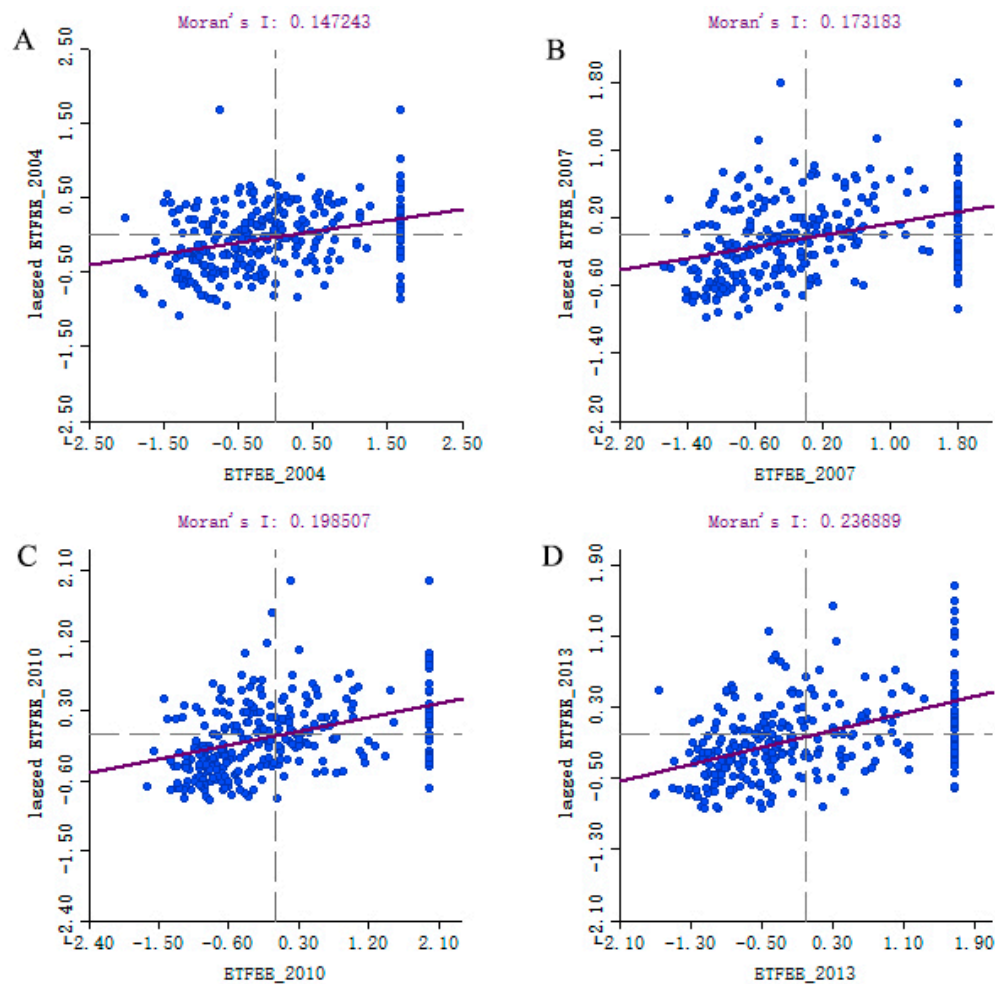 A
Moran's I: 0.147243
2.50
1.50
0.50
-0.50
-1.50
-2.50
lagged ETFEE_2004
-2.50 -1.50 -0.50 0.50 1.50 2.50
ETFEE_2004
B
Moran's I: 0.173183
1.80
1.00
0.20
-0.60
-1.40
-2.20
lagged ETFEE_2007
-2.20 -1.40 -0.60 0.20 1.00 1.80
ETFEE_2007
C
Moran's I: 0.198507
2.10
1.20
0.30
-0.60
-1.50
-2.40
lagged ETFEE_2010
-2.40 -1.50 -0.60 0.30 1.20 2.10
ETFEE_2010
D
Moran's I: 0.236889
1.90
1.10
0.30
-0.50
-1.30
-2.10
lagged ETFEE_2013
-2.10 -1.30 -0.50 0.30 1.10 1.90
ETFEE_2013